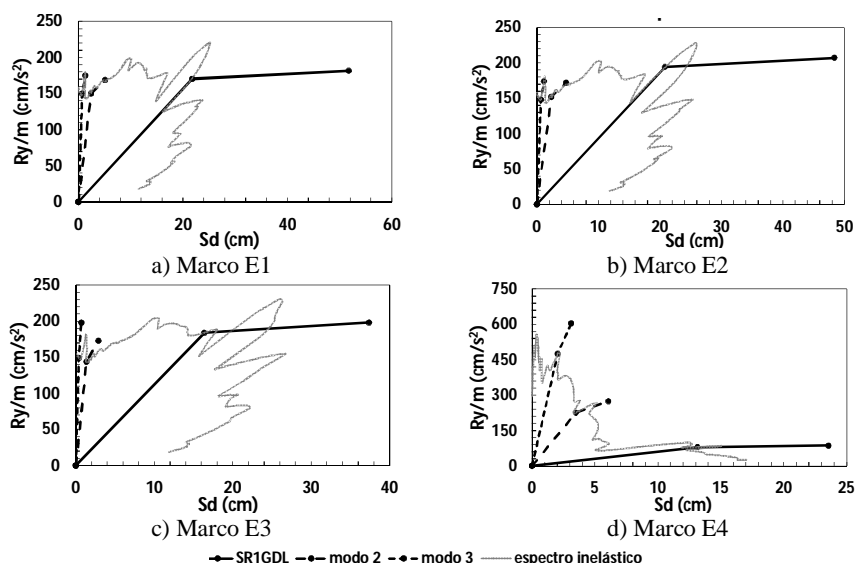 250
200
150
100
50
0
Ry/m (cm/s²)
0 20 40 60
Sd (cm)
a) Marco E1
250
200
150
100
50
0
Ry/m (cm/s²)
0 10 20 30 40 50
Sd (cm)
b) Marco E2
250
200
150
100
50
0
Ry/m (cm/s²)
0 10 20 30 40
Sd (cm)
c) Marco E3
750
600
450
300
150
0
Ry/m (cm/s²)
0 5 10 15 20 25
Sd (cm)
d) Marco E4
SR1GDL modo 2 modo 3 espectro inelástico